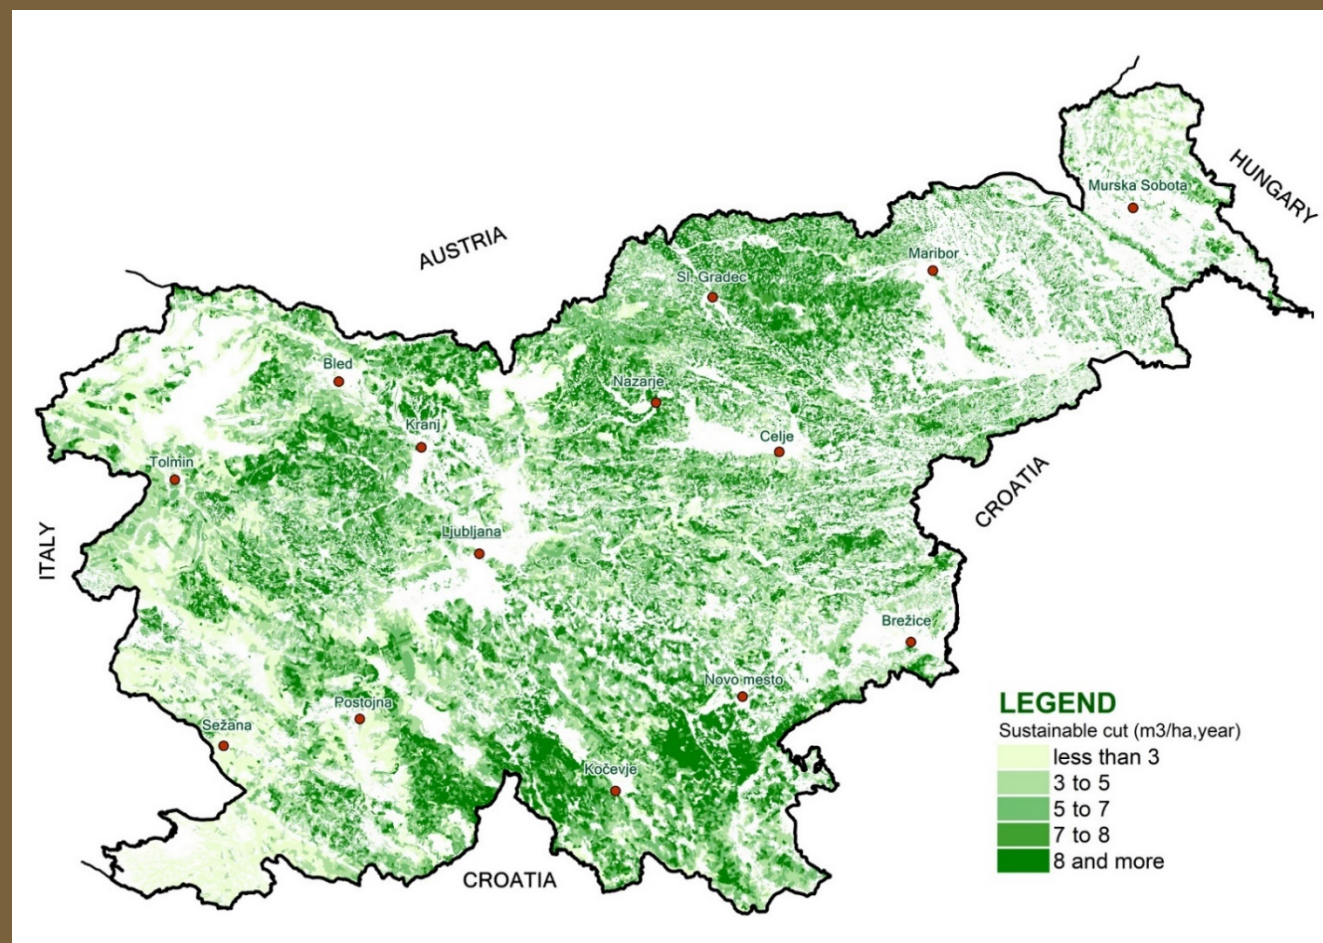 HUNGARY
Murska Sobota
AUSTRIA
Maribor
Sl. Gradec
Bled
Nazarje
Kranj
Celje
Tolmin
CROATIA
Ljubljana
ITALY
Brežice
Novo mesto
Postojna
Sežana
Kočevje
CROATIA
LEGEND
Sustainable cut (m3/ha,year)
less than 3
3 to 5
5 to 7
7 to 8
8 and more